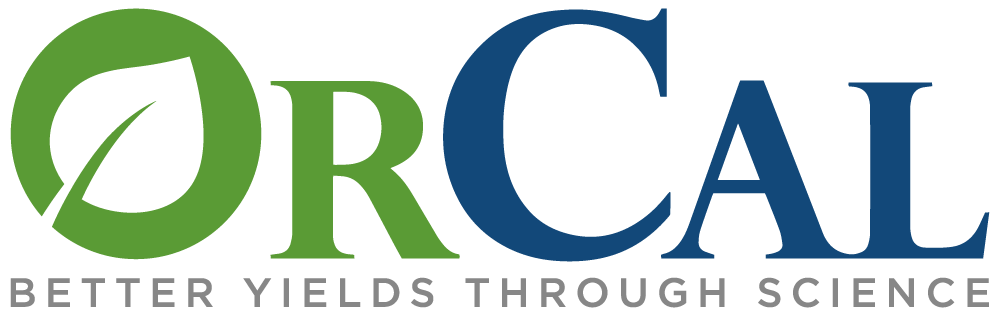 OrCal
BETTER YIELDS THROUGH SCIENCE